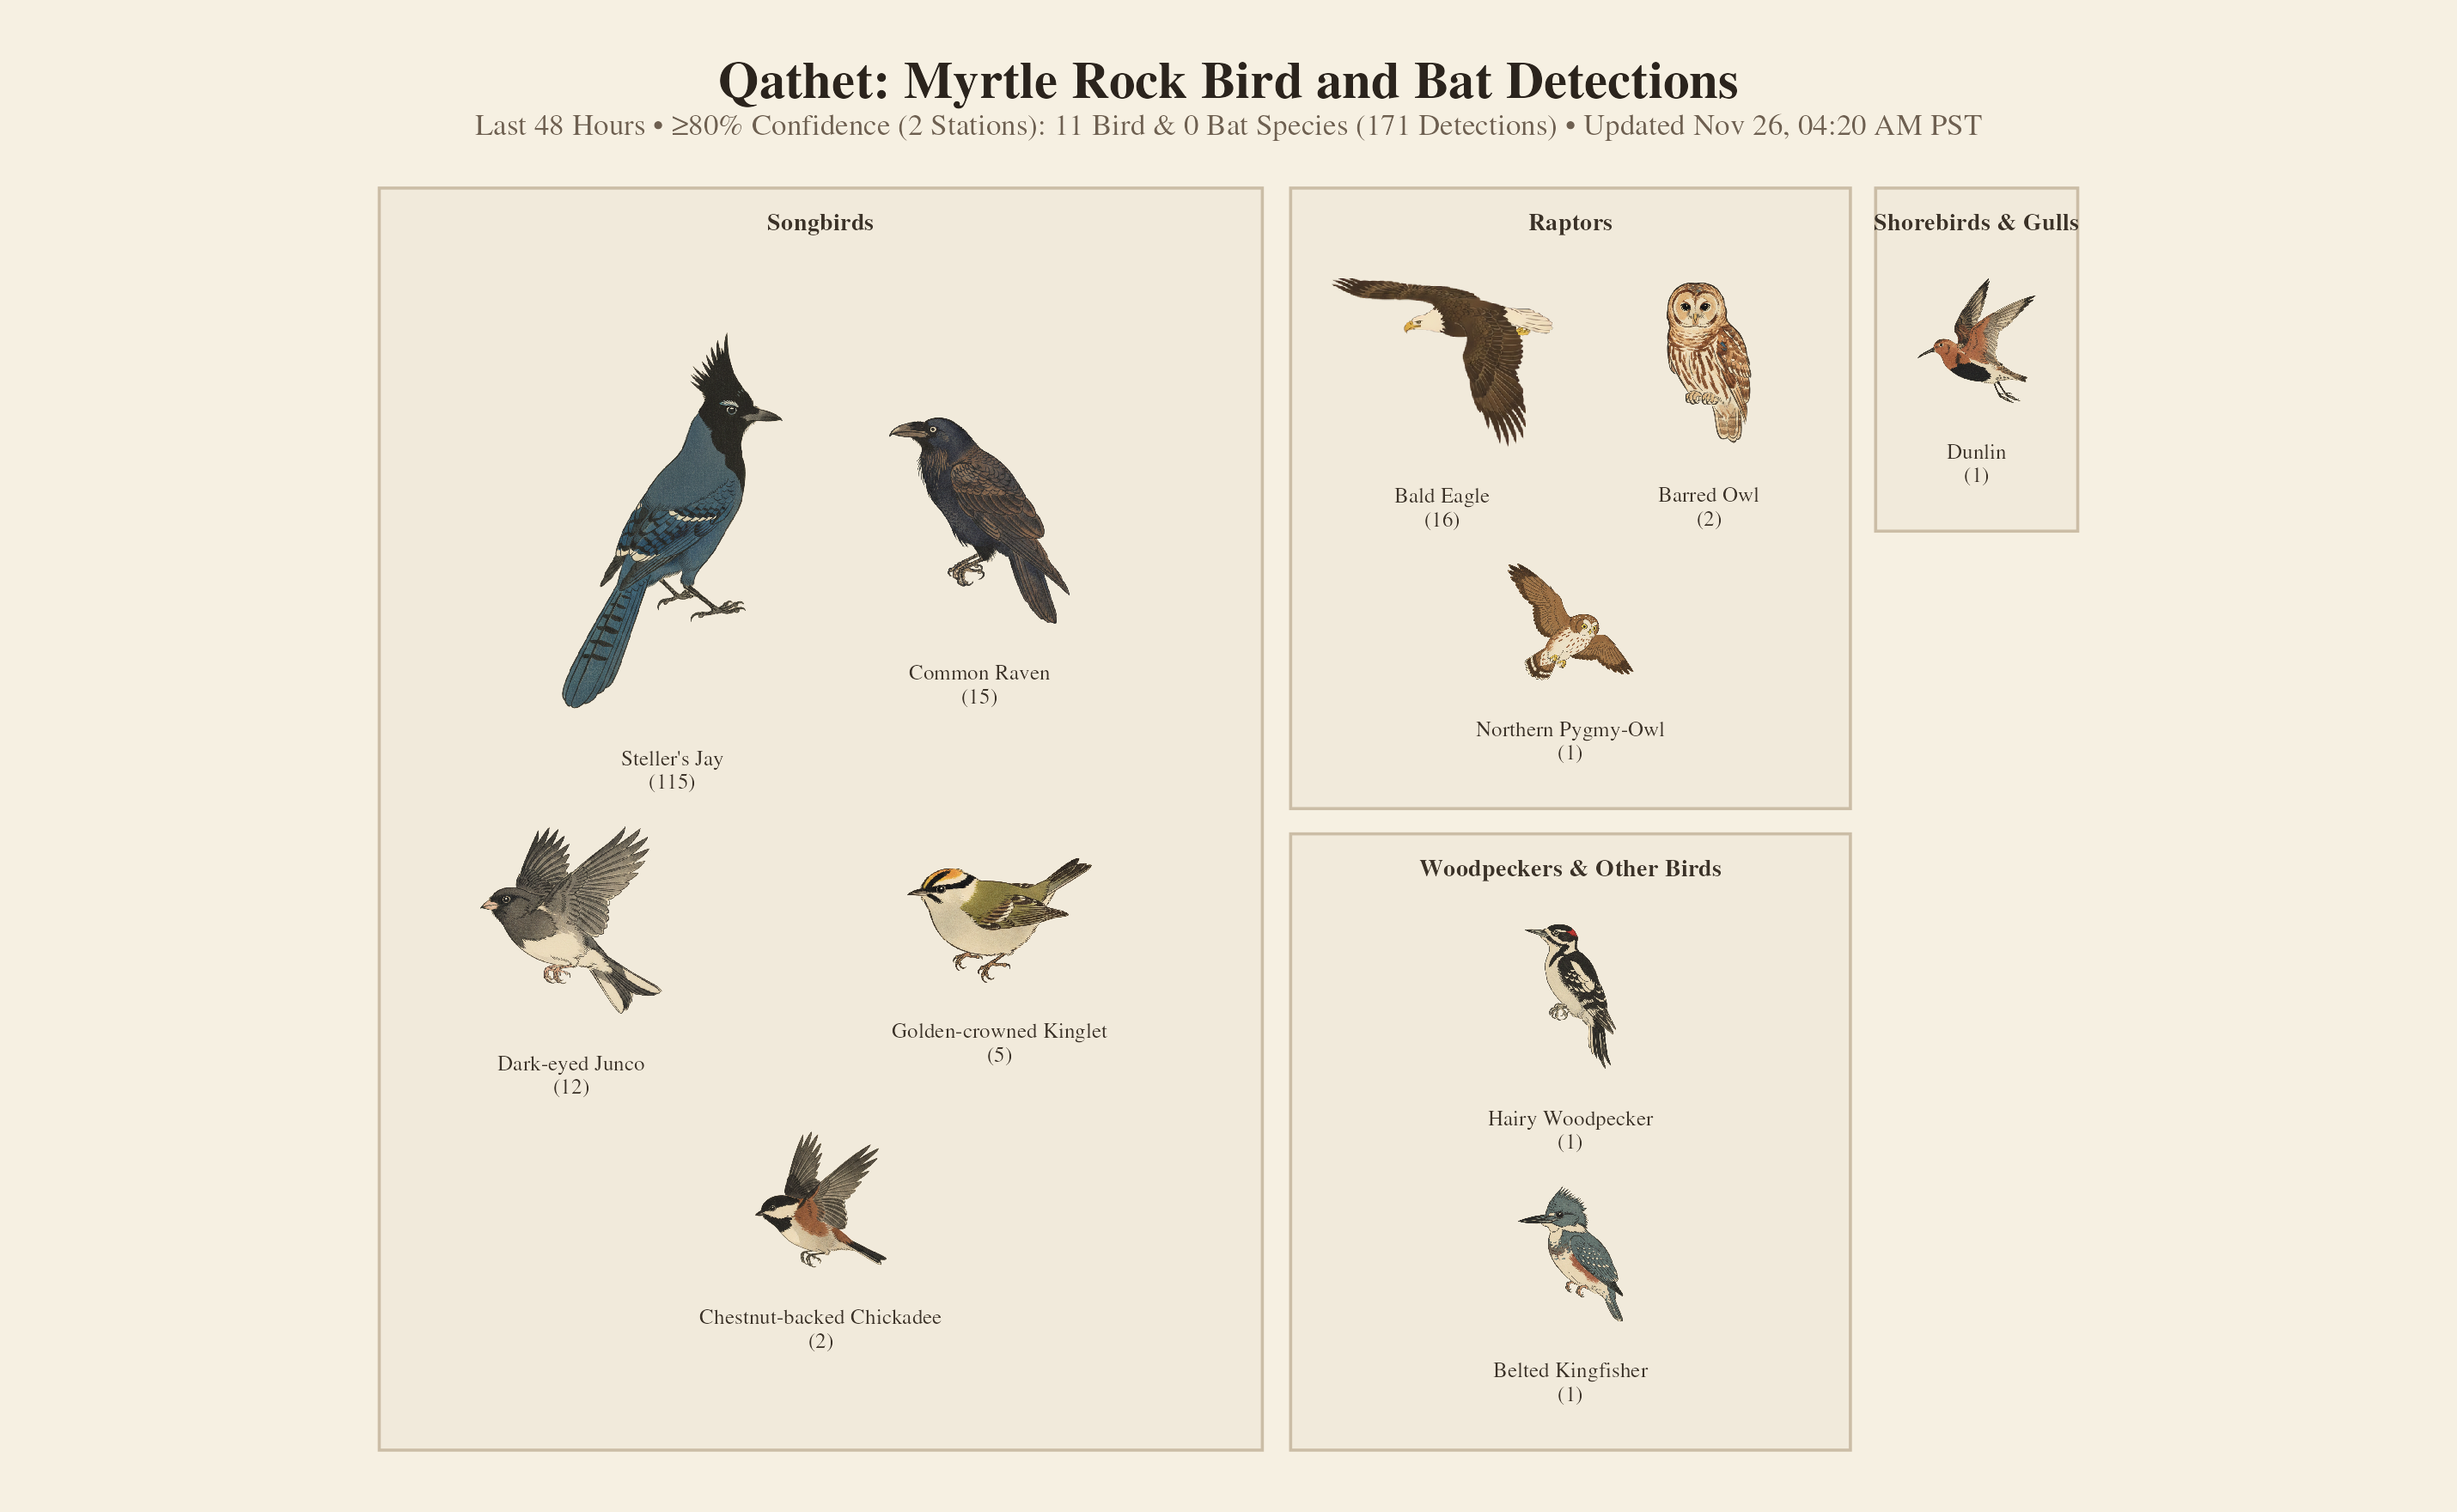 Qathet: Myrtle Rock Bird and Bat Detections
Last 48 Hours • ≥80% Confidence (2 Stations): 11 Bird & 0 Bat Species (171 Detections) • Updated Nov 26, 04:20 AM PST
Songbirds
Steller's Jay
(115)
Common Raven
(15)
Dark-eyed Junco
(12)
Golden-crowned Kinglet
(5)
Chestnut-backed Chickadee
(2)
Raptors
Bald Eagle
(16)
Barred Owl
(2)
Northern Pygmy-Owl
(1)
Woodpeckers & Other Birds
Hairy Woodpecker
(1)
Belted Kingfisher
(1)
Shorebirds & Gulls
Dunlin
(1)